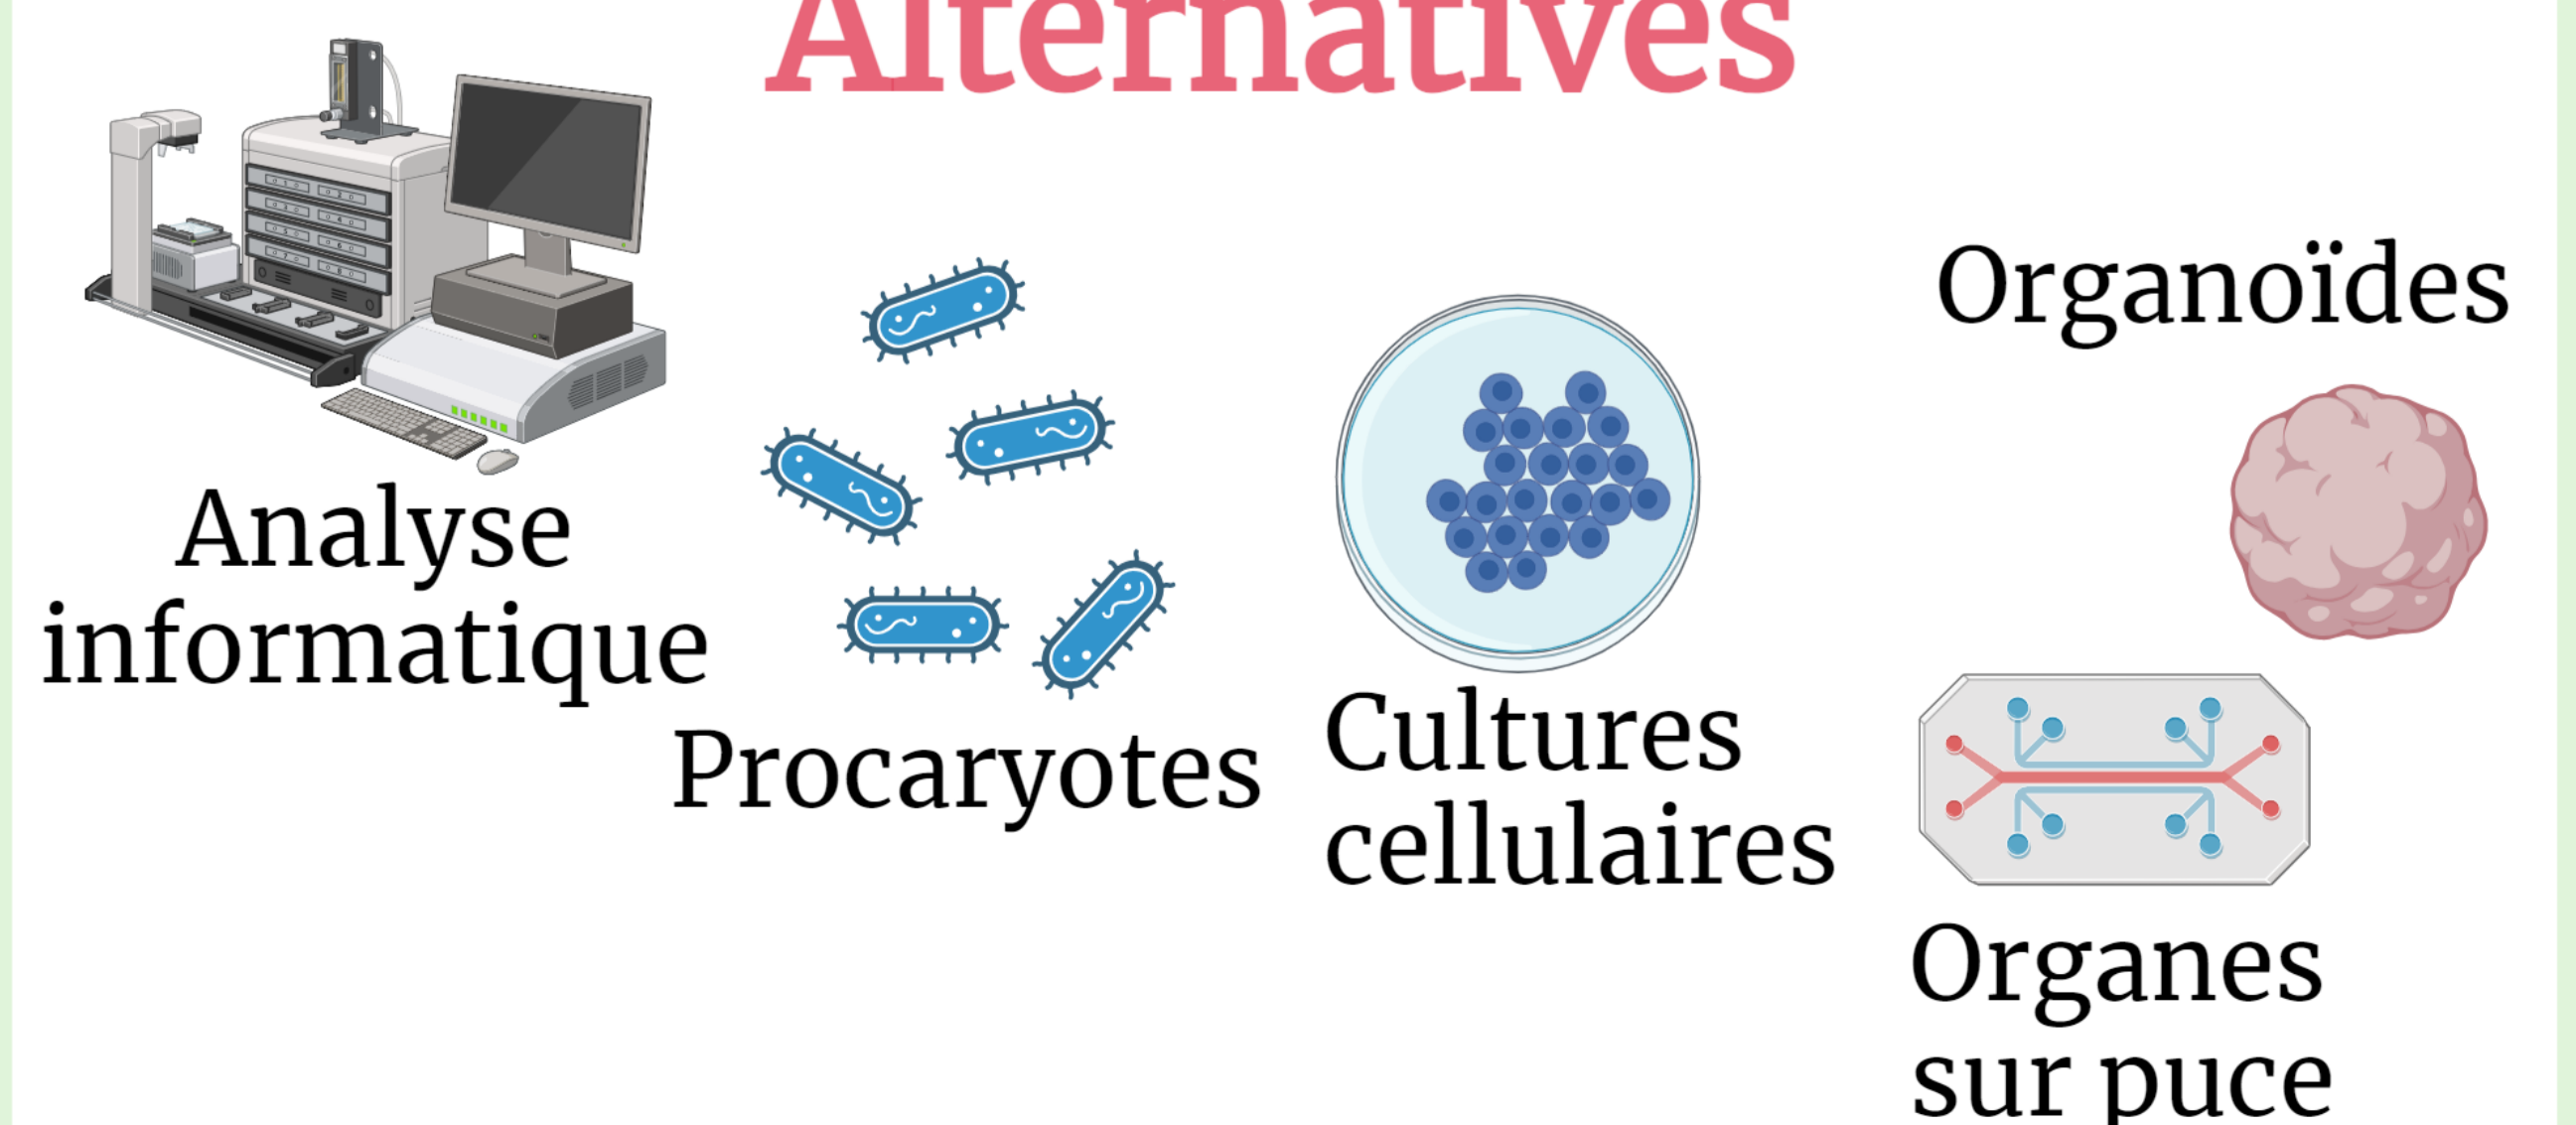 Alternatives
Analyse
informatique
Procaryotes
Cultures
cellulaires
Organoïdes
Organes
sur puce